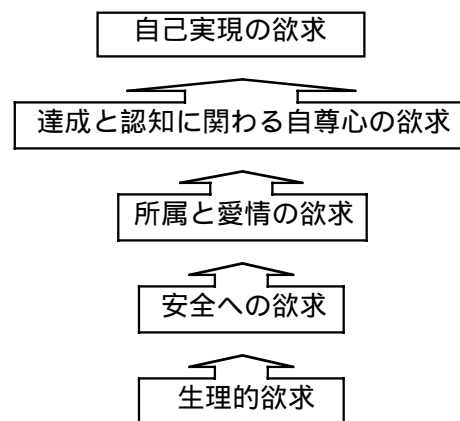 自己実現の欲求
達成と認知に関わる自尊心の欲求
所属と愛情の欲求
安全への欲求
生理的欲求